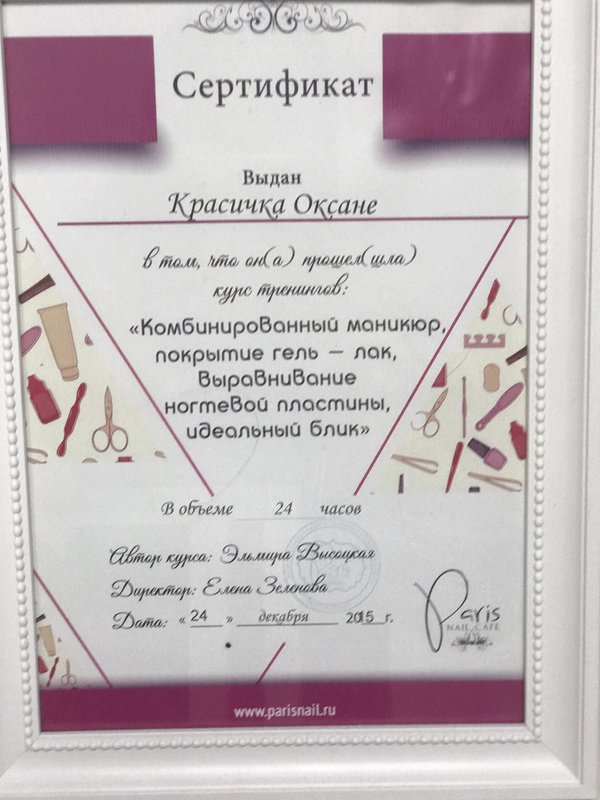 Сертификат
Выдан
Красичка Оксане
в том, что он(а) прошел(шла)
курс тренингов:
«Комбинированный маникюр,
покрытие гель – лак,
Выравнивание
ногтевой пластины,
идеальный блик»
В объеме 24 часов
Автор курса: Эльмира Высоцкая
Директор: Елена Зеленова
Дата: « 24 » декабря 2015 г.
Paris
NAIL CAFE
www.parisnail.ru